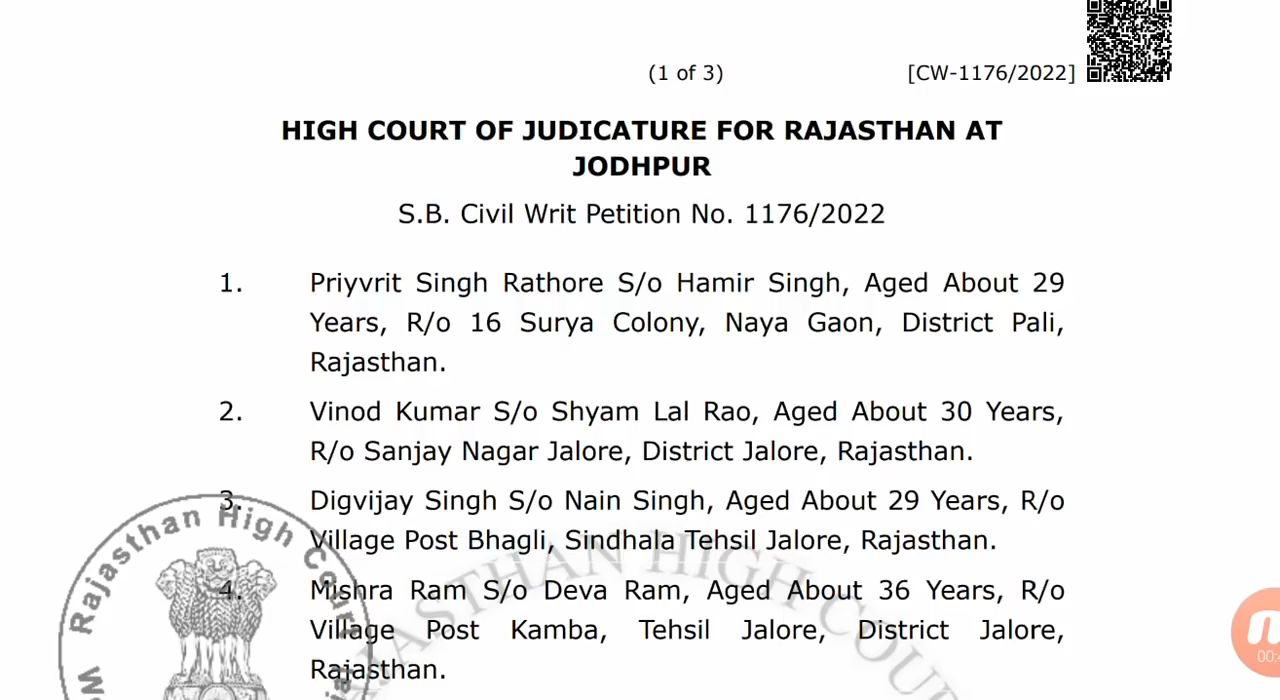 (1 of 3) [CW-1176/2022]
HIGH COURT OF JUDICATURE FOR RAJASTHAN AT
JODHPUR
S.B. Civil Writ Petition No. 1176/2022
1. Priyvrit Singh Rathore S/o Hamir Singh, Aged About 29
Years, R/o 16 Surya Colony, Naya Gaon, District Pali,
Rajasthan.
2. Vinod Kumar S/o Shyam Lal Rao, Aged About 30 Years,
R/o Sanjay Nagar Jalore, District Jalore, Rajasthan.
3. Digvijay Singh S/o Nain Singh, Aged About 29 Years, R/o
Village Post Bhagli, Sindhala Tehsil Jalore, Rajasthan.
4. Mishra Ram S/o Deva Ram, Aged About 36 Years, R/o
Village Post Kamba, Tehsil Jalore, District Jalore,
Rajasthan.
Rajasthan High Court
RAJASTHAN HIGH COUR